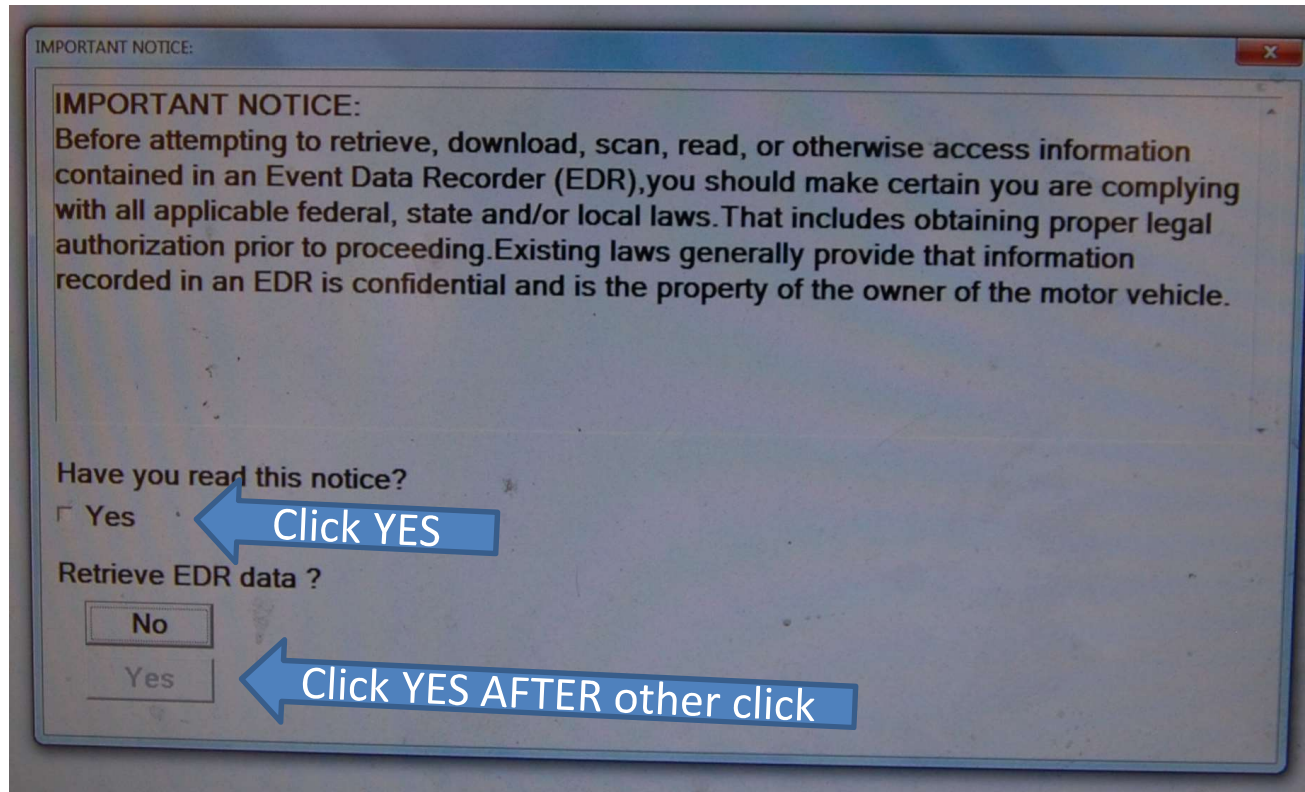 IMPORTANT NOTICE:
x
IMPORTANT NOTICE:
Before attempting to retrieve, download, scan, read, or otherwise access information
contained in an Event Data Recorder (EDR),you should make certain you are complying
with all applicable federal, state and/or local laws.That includes obtaining proper legal
authorization prior to proceeding.Existing laws generally provide that information
recorded in an EDR is confidential and is the property of the owner of the motor vehicle.
Have you read this notice?
Yes
Click YES
Retrieve EDR data ?
No
Yes
Click YES AFTER other click